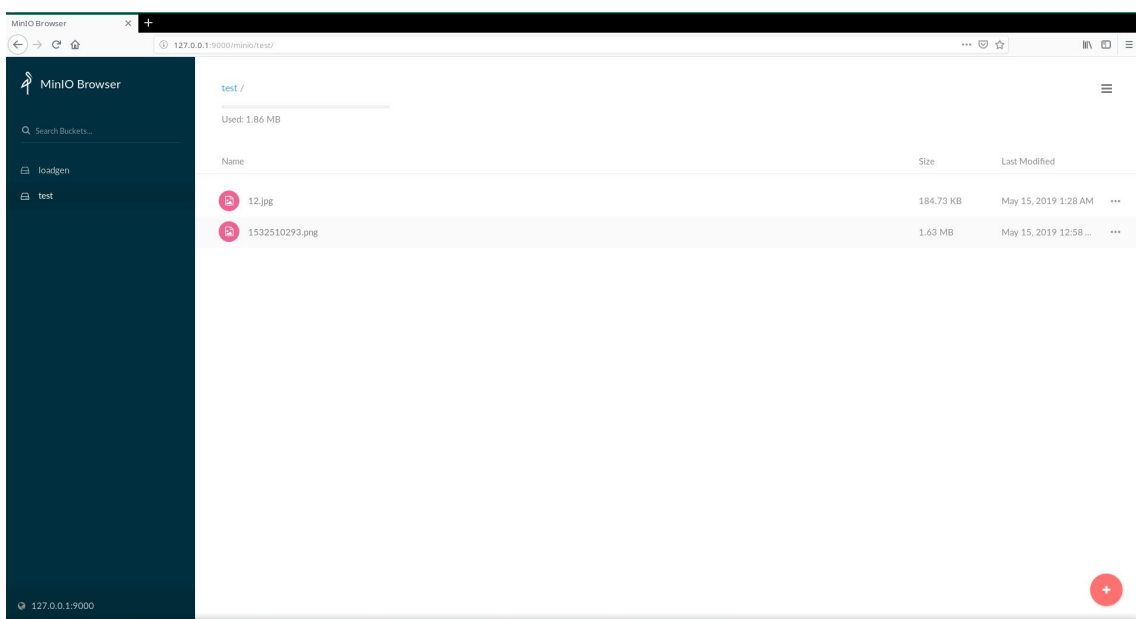 MinIO Browser
127.0.0.1:9000/minio/test/
MinIO Browser
Search Buckets...
loadgen
test
127.0.0.1:9000
test /
Used: 1.86 MB
Name Size Last Modified
12.jpg 184.73 KB May 15, 2019 1:28 AM
1532510293.png 1.63 MB May 15, 2019 12:58 ...